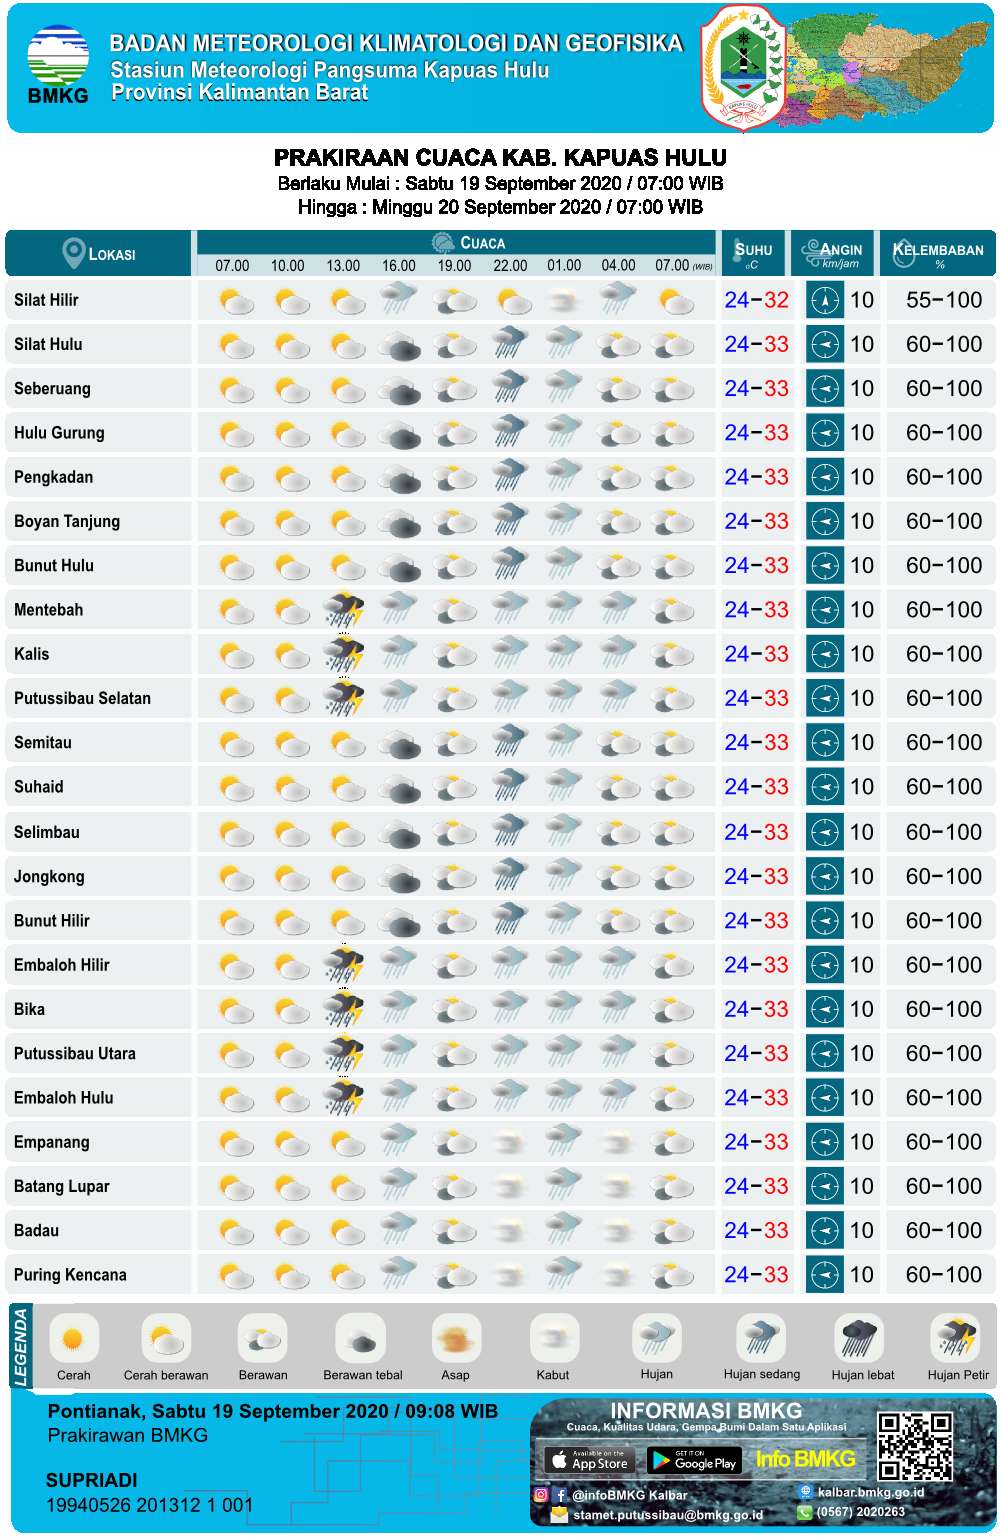 BMKG
BADAN METEOROLOGI KLIMATOLOGI DAN GEOFISIKA
Stasiun Meteorologi Pangsuma Kapuas Hulu
Provinsi Kalimantan Barat
KAPUAS HULU
PRAKIRAAN CUACA KAB. KAPUAS HULU
Berlaku Mulai : Sabtu 19 September 2020 / 07:00 WIB
Hingga : Minggu 20 September 2020 / 07:00 WIB
LOKASI CUACA SUHU °C ANGIN km/jam KELEMBABAN %
07.00 10.00 13.00 16.00 19.00 22.00 01.00 04.00 07.00 (WIB)
Silat Hilir 24-32 10 55-100
Silat Hulu 24-33 10 60-100
Seberuang 24-33 10 60-100
Hulu Gurung 24-33 10 60-100
Pengkadan 24-33 10 60-100
Boyan Tanjung 24-33 10 60-100
Bunut Hulu 24-33 10 60-100
Mentebah 24-33 10 60-100
Kalis 24-33 10 60-100
Putussibau Selatan 24-33 10 60-100
Semitau 24-33 10 60-100
Suhaid 24-33 10 60-100
Selimbau 24-33 10 60-100
Jongkong 24-33 10 60-100
Bunut Hilir 24-33 10 60-100
Embaloh Hilir 24-33 10 60-100
Bika 24-33 10 60-100
Putussibau Utara 24-33 10 60-100
Embaloh Hulu 24-33 10 60-100
Empanang 24-33 10 60-100
Batang Lupar 24-33 10 60-100
Badau 24-33 10 60-100
Puring Kencana 24-33 10 60-100
LEGENDA
Cerah Cerah berawan Berawan Berawan tebal Asap Kabut Hujan Hujan sedang Hujan lebat Hujan Petir
Pontianak, Sabtu 19 September 2020 / 09:08 WIB
Prakirawan BMKG
SUPRIADI
19940526 201312 1 001
INFORMASI BMKG
Cuaca, Kualitas Udara, Gempa Bumi Dalam Satu Aplikasi
Available on the App Store
GET IT ON Google Play
Info BMKG
@infoBMKG Kalbar
kalbar.bmkg.go.id
stamet.putussibau@bmkg.go.id
(0567) 2020263